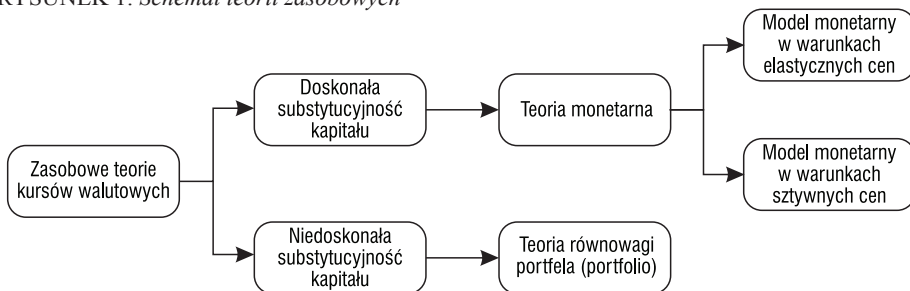 RYSUNEK 1. Schemat teorii zasobowych
Model monetarny
w warunkach
elastycznych cen
Doskonała
substytucyjność
kapitału
Teoria monetarna
Zasobowe teorie
kursów walutowych
Model monetarny
w warunkach
sztywnych cen
Niedoskonała
substytucyjność
kapitału
Teoria równowagi
portfela (portfolio)